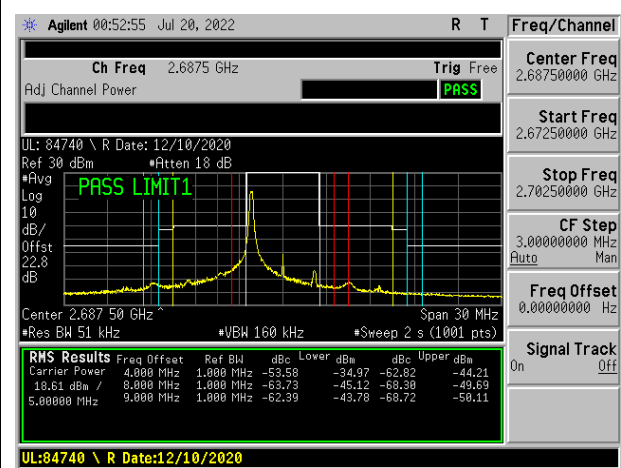 Agilent 00:52:55 Jul 20, 2022 R T
Freq/Channel
Ch Freq 2.6875 GHz Trig Free
Adj Channel Power PASS
UL: 84740 \ R Date: 12/10/2020
Ref 30 dBm #Atten 18 dB
#Avg
Log
10
dB/
Offst
22.8
dB
PASS LIMIT1
Center 2.687 50 GHz ^ Span 30 MHz
#Res BW 51 kHz #VBW 160 kHz #Sweep 2 s (1001 pts)
RMS Results Freq Offset Ref BW dBc Lower dBm dBc Upper dBm
Carrier Power 4.000 MHz 1.000 MHz -53.58 -34.97 -62.82 -44.21
18.61 dBm / 8.000 MHz 1.000 MHz -63.73 -45.12 -68.30 -49.69
5.00000 MHz 9.000 MHz 1.000 MHz -62.39 -43.78 -68.72 -50.11
UL:84740 \ R Date:12/10/2020
Center Freq
2.68750000 GHz
Start Freq
2.67250000 GHz
Stop Freq
2.70250000 GHz
CF Step
3.00000000 MHz
Auto Man
Freq Offset
0.00000000 Hz
Signal Track
On Off